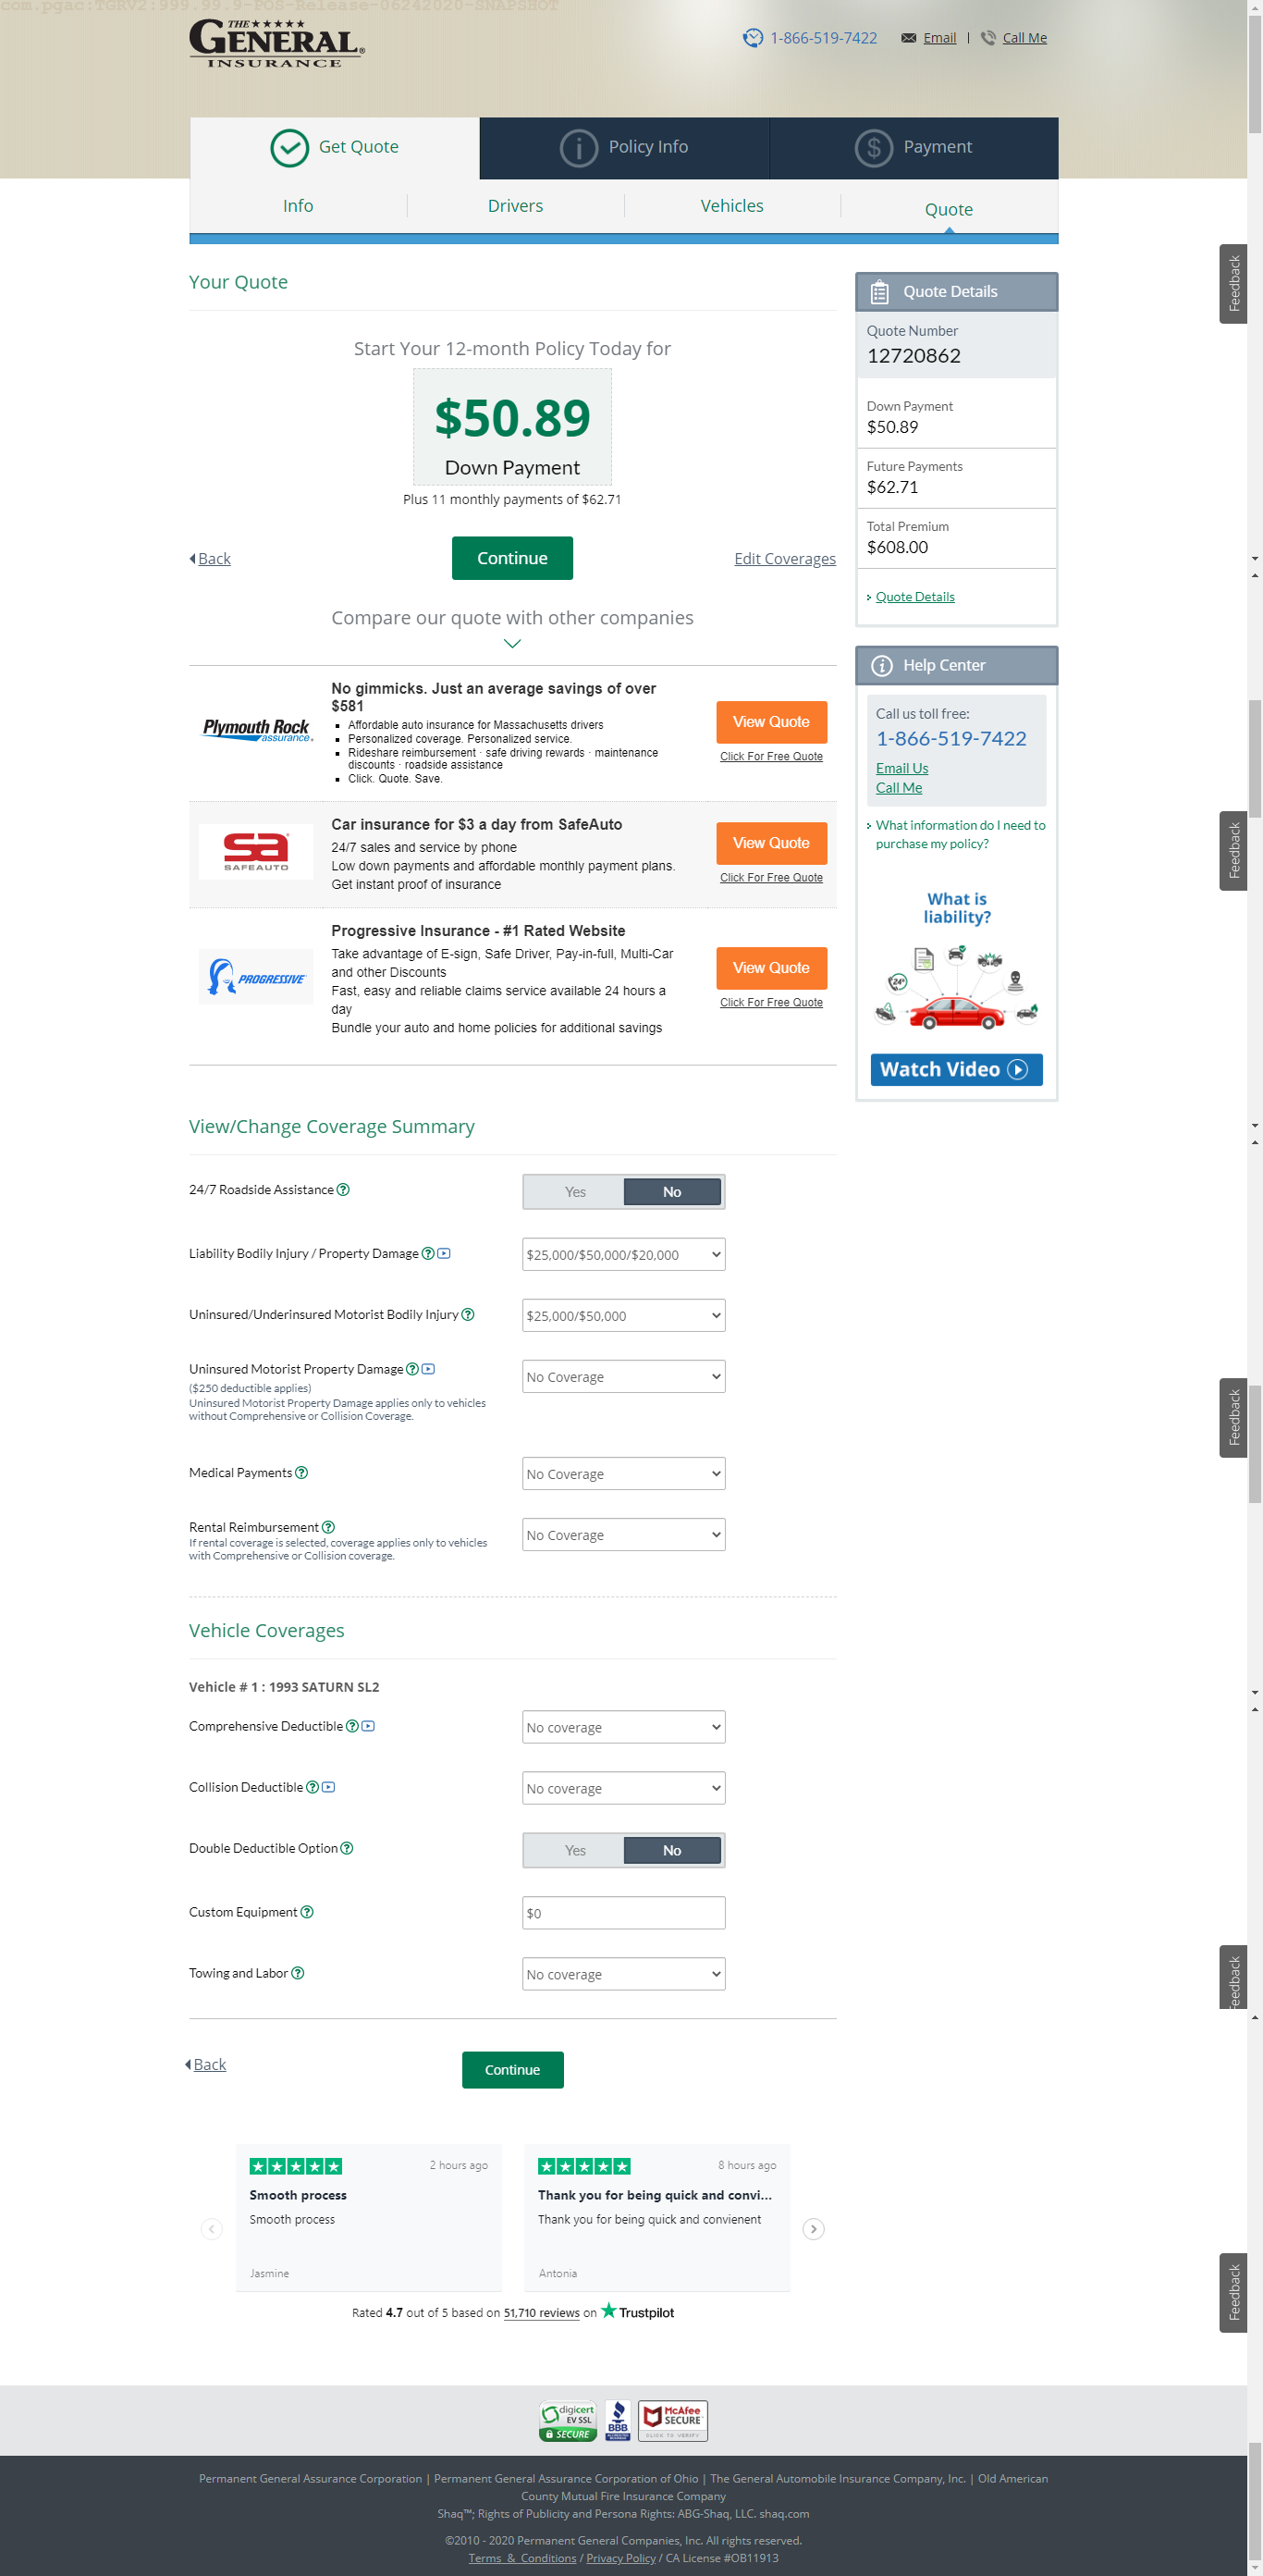 com.pgac:TGRV2:999.99.9-POS-Release-06242020-SNAPSHOT
THE
GENERAL®
INSURANCE
1-866-519-7422 Email | Call Me
Get Quote
Policy Info
Payment
Info
Drivers
Vehicles
Quote
Your Quote
Start Your 12-month Policy Today for
$50.89
Down Payment
Plus 11 monthly payments of $62.71
Back
Continue
Edit Coverages
Quote Details
Quote Number
12720862
Down Payment
$50.89
Future Payments
$62.71
Total Premium
$608.00
Quote Details
Feedback
Compare our quote with other companies
Plymouth Rock
assurance.
No gimmicks. Just an average savings of over
$581
Affordable auto insurance for Massachusetts drivers
Personalized coverage. Personalized service.
Rideshare reimbursement · safe driving rewards · maintenance
discounts · roadside assistance
Click. Quote. Save.
View Quote
Click For Free Quote
sa
SAFEAUTO
Car insurance for $3 a day from SafeAuto
24/7 sales and service by phone
Low down payments and affordable monthly payment plans.
Get instant proof of insurance
View Quote
Click For Free Quote
PROGRESSIVE
Progressive Insurance - #1 Rated Website
Take advantage of E-sign, Safe Driver, Pay-in-full, Multi-Car
and other Discounts
Fast, easy and reliable claims service available 24 hours a
day
Bundle your auto and home policies for additional savings
View Quote
Click For Free Quote
Help Center
Call us toll free:
1-866-519-7422
Email Us
Call Me
What information do I need to
purchase my policy?
What is
liability?
24*
Watch Video
Feedback
View/Change Coverage Summary
24/7 Roadside Assistance
Yes
No
Liability Bodily Injury / Property Damage
$25,000/$50,000/$20,000
Uninsured/Underinsured Motorist Bodily Injury
$25,000/$50,000
Uninsured Motorist Property Damage
No Coverage
($250 deductible applies)
Uninsured Motorist Property Damage applies only to vehicles
without Comprehensive or Collision Coverage.
Feedback
Medical Payments
No Coverage
Rental Reimbursement
No Coverage
If rental coverage is selected, coverage applies only to vehicles
with Comprehensive or Collision coverage.
Vehicle Coverages
Vehicle # 1 : 1993 SATURN SL2
Comprehensive Deductible
No coverage
Collision Deductible
No coverage
Double Deductible Option
Yes
No
Custom Equipment
$0
Towing and Labor
No coverage
Feedback
Back
Continue
2 hours ago
Smooth process
Smooth process
Jasmine
8 hours ago
Thank you for being quick and convi...
Thank you for being quick and convienent
Antonia
Rated 4.7 out of 5 based on 51,710 reviews on Trustpilot
Feedback
digicert
EV SSL
SECURE
BBB
McAfee
SECURE
CLICK TO VERIFY
Permanent General Assurance Corporation | Permanent General Assurance Corporation of Ohio | The General Automobile Insurance Company, Inc. | Old American
County Mutual Fire Insurance Company
Shaq™; Rights of Publicity and Persona Rights: ABG-Shaq, LLC. shaq.com
©2010 - 2020 Permanent General Companies, Inc. All rights reserved.
Terms & Conditions / Privacy Policy / CA License #OB11913